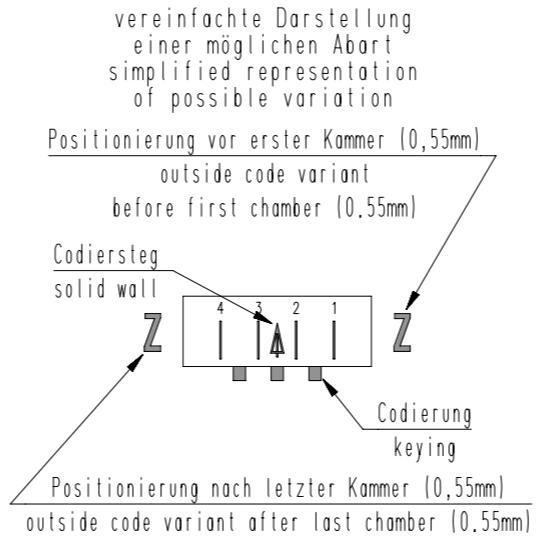 vereinfachte Darstellung
einer möglichen Abart
simplified representation
of possible variation
Positionierung vor erster Kammer (0,55mm)
outside code variant
before first chamber (0.55mm)
Codiersteg
solid wall
4 3 2 1
Z Z
Codierung
keying
Positionierung nach letzter Kammer (0,55mm)
outside code variant after last chamber (0.55mm)